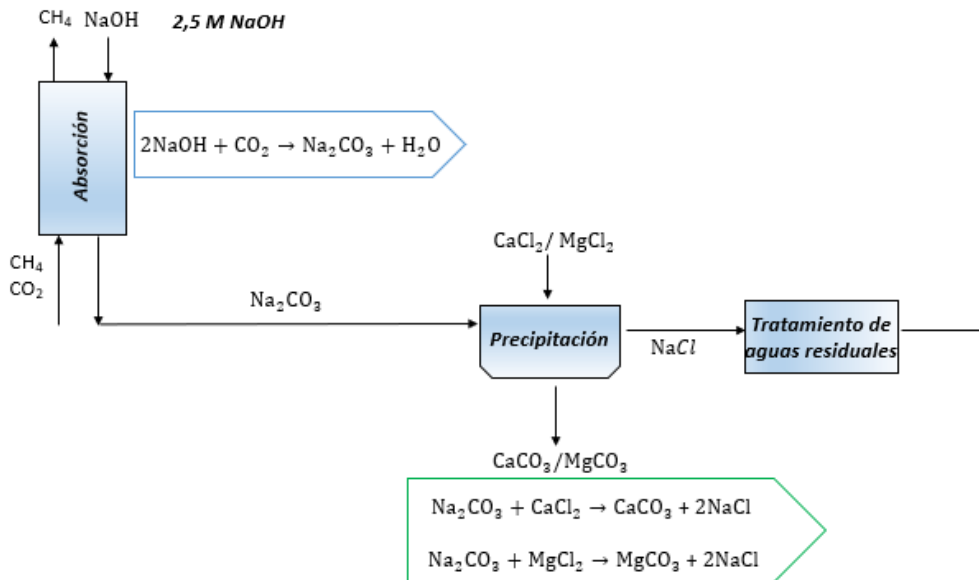 CH₄ NaOH 2,5 M NaOH
Absorción
2NaOH + CO₂ → Na₂CO₃ + H₂O
CH₄
CO₂
Na₂CO₃
CaCl₂/ MgCl₂
Precipitación
NaCl
Tratamiento de
aguas residuales
CaCO₃/MgCO₃
Na₂CO₃ + CaCl₂ → CaCO₃ + 2NaCl
Na₂CO₃ + MgCl₂ → MgCO₃ + 2NaCl